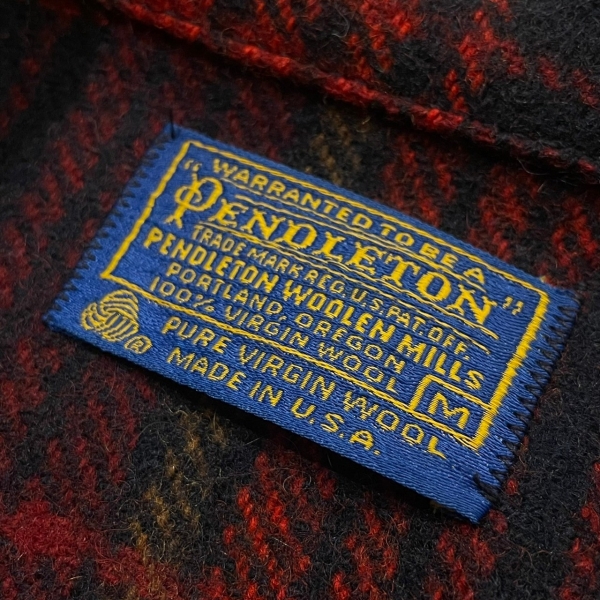 "WARRANTED TO BE A
PENDLETON"
TRADE MARK REG. U.S. PAT. OFF.
PENDLETON WOOLEN MILLS
PORTLAND, OREGON
100% VIRGIN WOOL
M
PURE VIRGIN WOOL
MADE IN U.S.A.
R